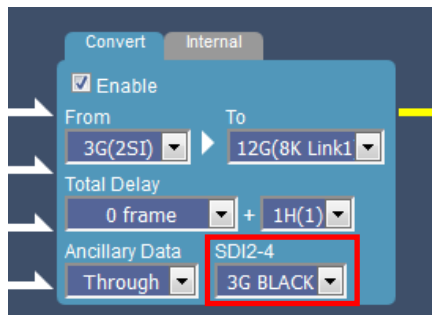 Convert Internal
Enable
From To
3G(2SI) 12G(8K Link1
Total Delay
0 frame + 1H(1)
Ancillary Data SDI2-4
Through 3G BLACK